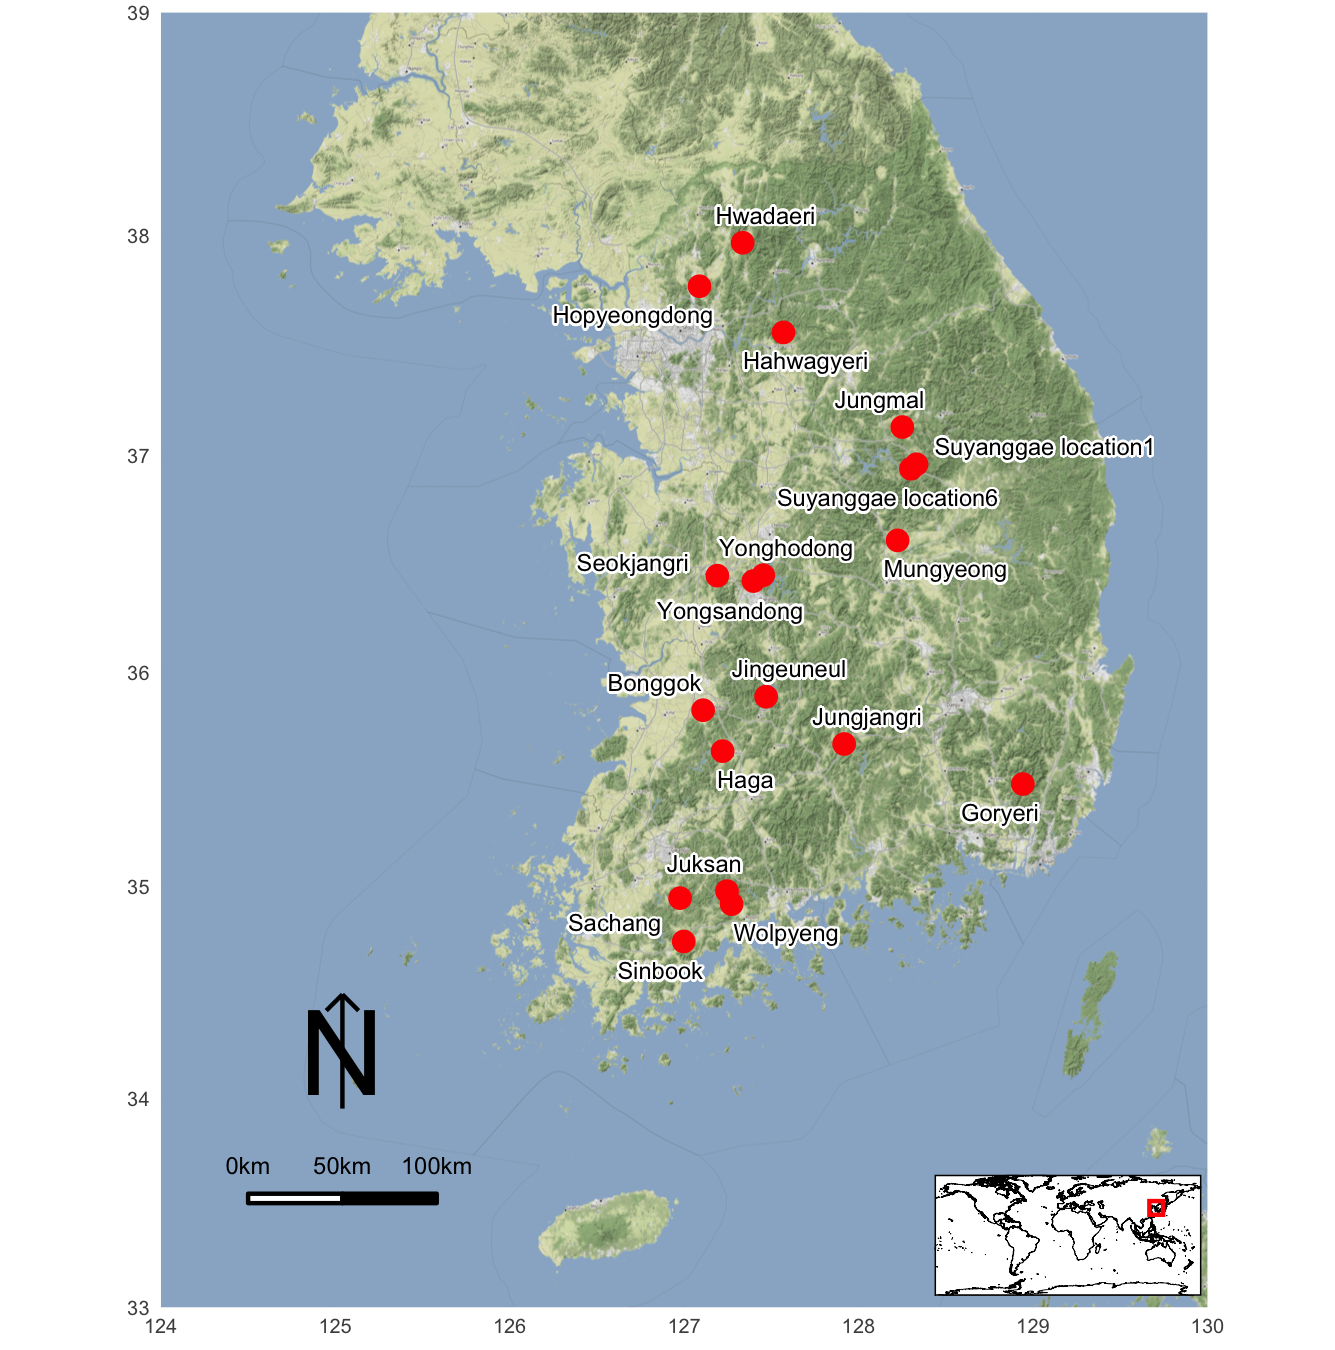 39
Hwadaeri
38
Hopyeongdong
Hahwagyeri
Jungmal
Suyanggae location1
37
Suyanggae location6
Yonghodong
Seokjangri
Mungyeong
Yongsandong
36
Jingeuneul
Bonggok
Jungjangri
Haga
Goryeri
35
Juksan
Sachang
Wolpyeng
Sinbook
N
34
0km 50km 100km
33
124 125 126 127 128 129 130